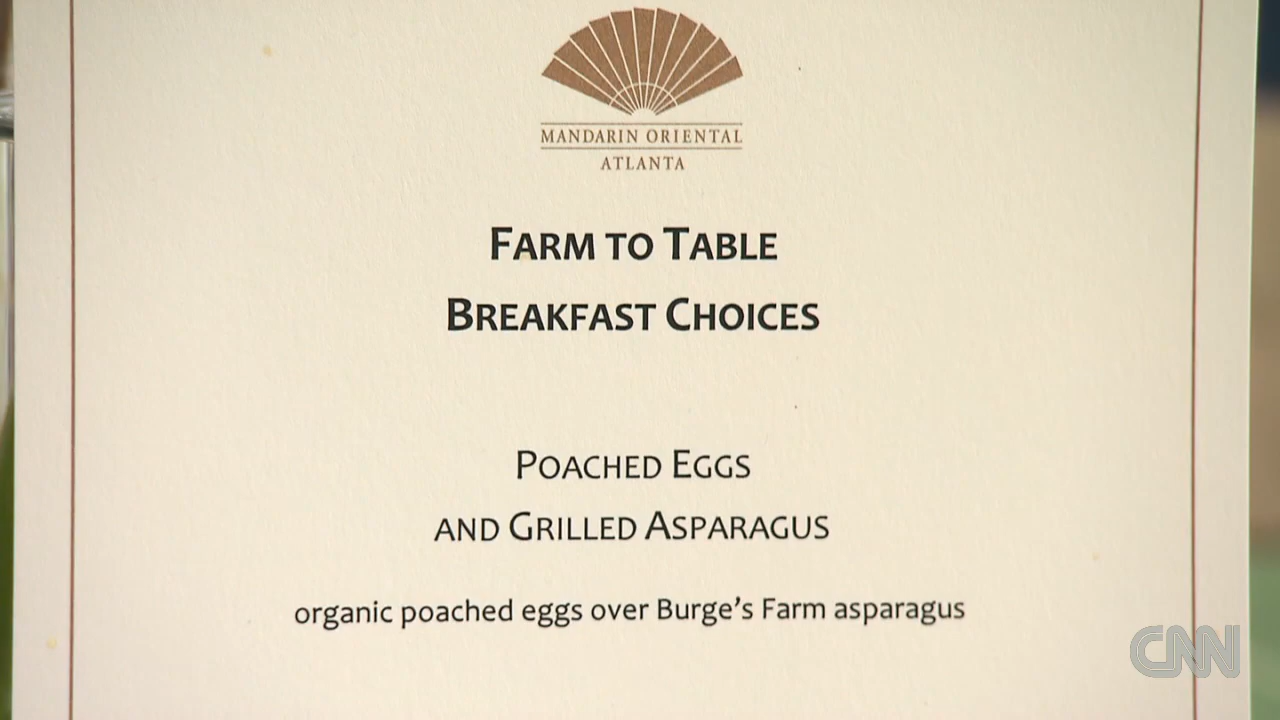 MANDARIN ORIENTAL
ATLANTA
FARM TO TABLE
BREAKFAST CHOICES
POACHED EGGS
AND GRILLED ASPARAGUS
organic poached eggs over Burge's Farm asparagus
CNN